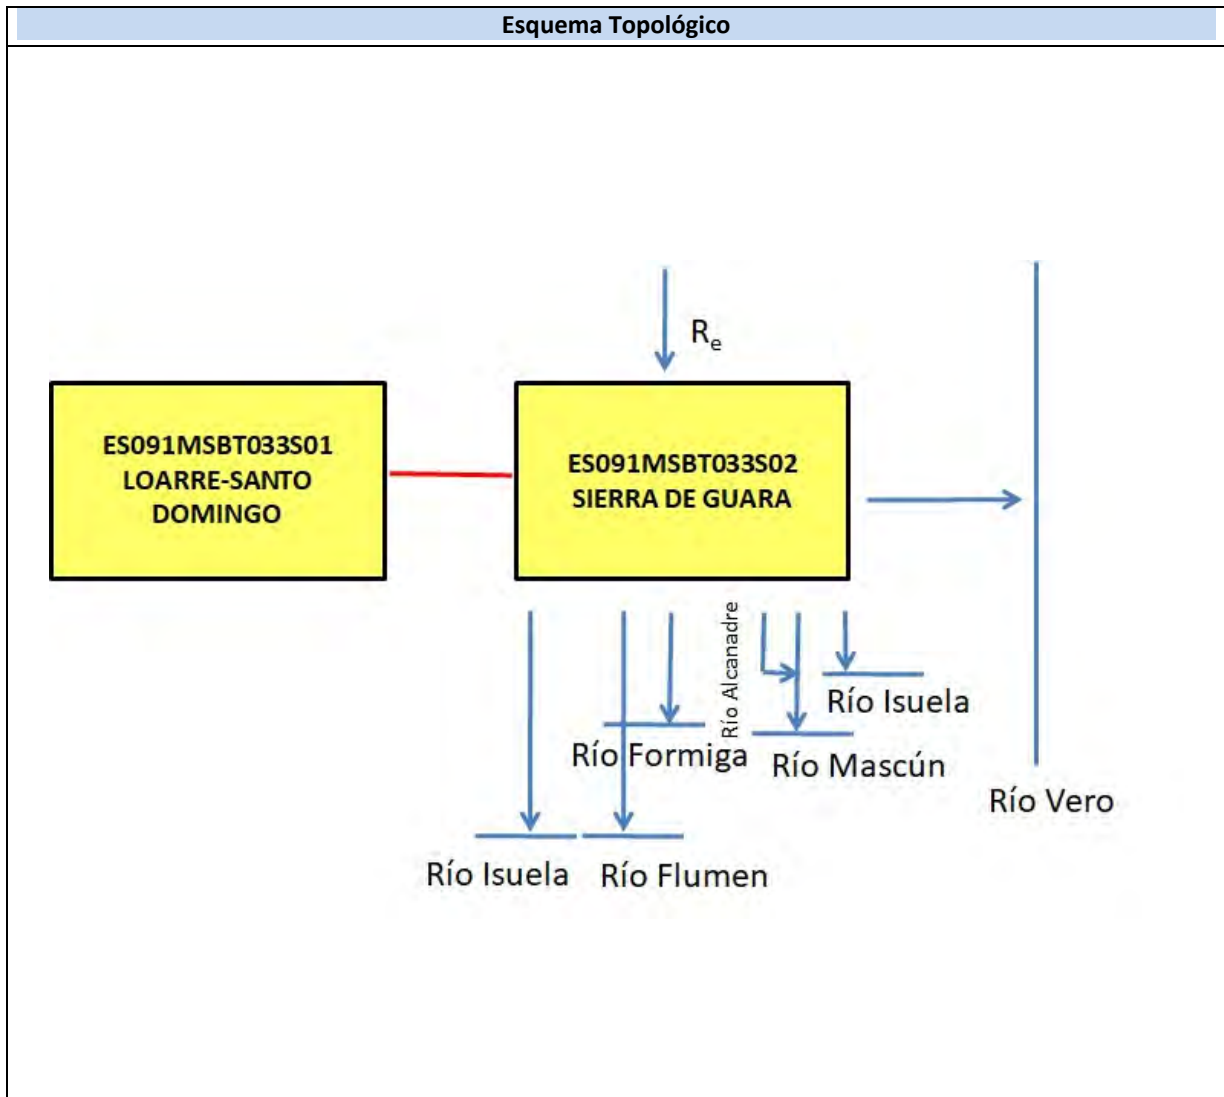 Esquema Topológico
R_e
ES091MSBT033S01
LOARRE-SANTO
DOMINGO
ES091MSBT033S02
SIERRA DE GUARA
Río Alcanadre
Río Isuela
Río Formiga
Río Mascún
Río Vero
Río Isuela
Río Flumen